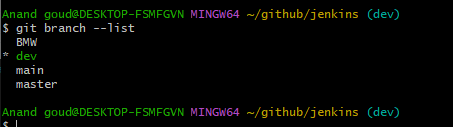 Anand goud@DESKTOP-FSMFGVN MINGW64 ~/github/jenkins (dev)
$ git branch --list
  BMW
* dev
  main
  master

Anand goud@DESKTOP-FSMFGVN MINGW64 ~/github/jenkins (dev)
$